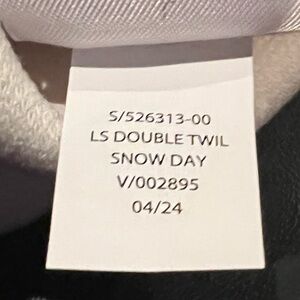 S/526313-00
LS DOUBLE TWIL
SNOW DAY
V/002895
04/24